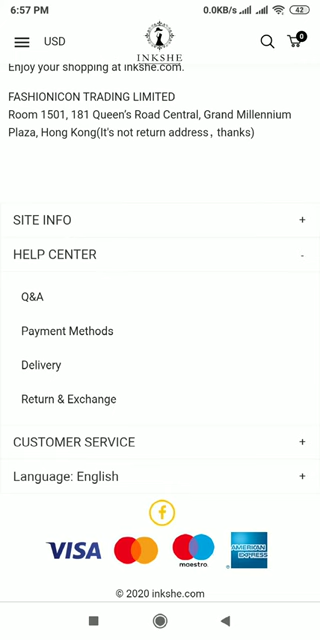 6:57 PM 0.0KB/s 42
USD 0
INKSHE
Enjoy your shopping at inkshe.com.
FASHIONICON TRADING LIMITED
Room 1501, 181 Queen's Road Central, Grand Millennium
Plaza, Hong Kong(It's not return address，thanks)
SITE INFO +
HELP CENTER -
Q&A
Payment Methods
Delivery
Return & Exchange
CUSTOMER SERVICE +
Language: English +
f
VISA maestro AMERICAN EXPRESS
© 2020 inkshe.com